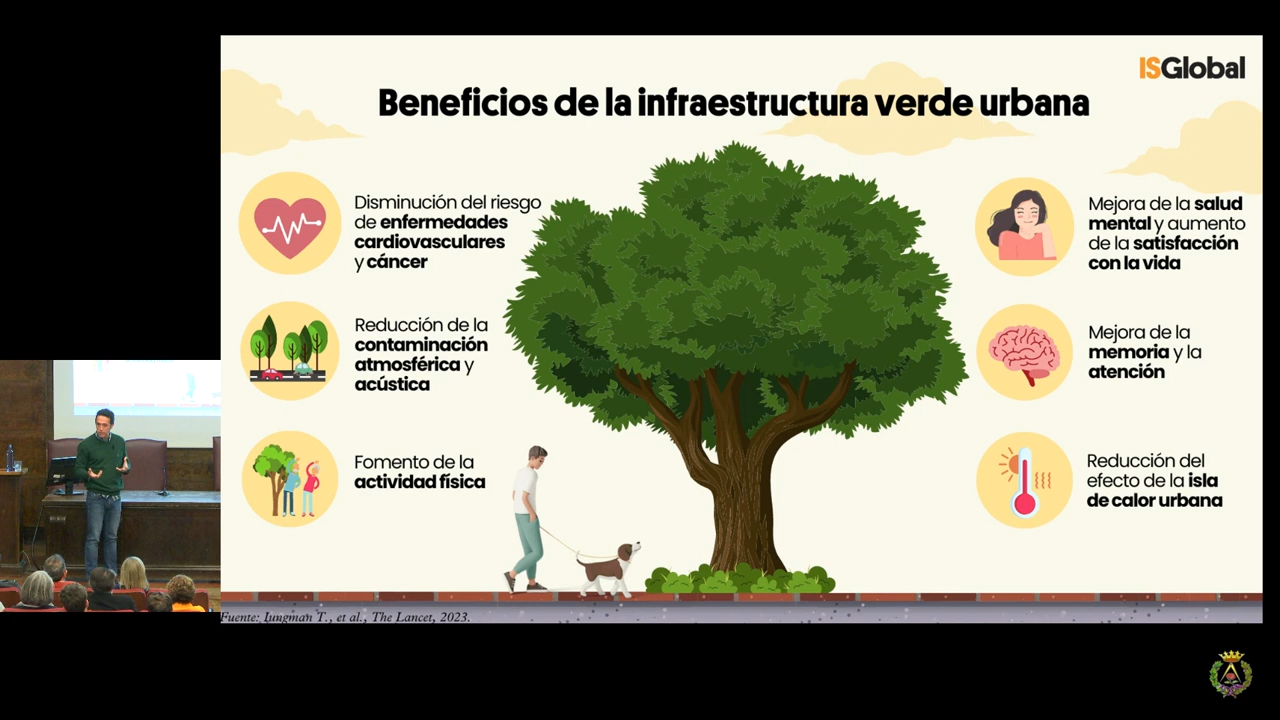 ISGlobal
Beneficios de la infraestructura verde urbana
Disminución del riesgo
de enfermedades
cardiovasculares
y cáncer
Reducción de la
contaminación
atmosférica y
acústica
Fomento de la
actividad física
Mejora de la salud
mental y aumento
de la satisfacción
con la vida
Mejora de la
memoria y la
atención
Reducción del
efecto de la isla
de calor urbana
Fuente: Iungman T., et al., The Lancet, 2023.